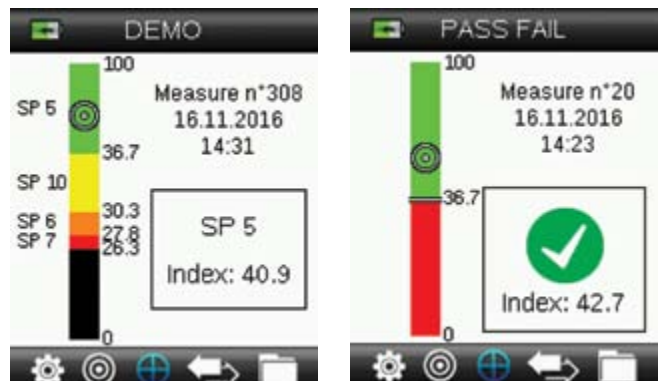 DEMO
100
SP 5
Measure n°308
16.11.2016
14:31
36.7
SP 10
30.3
SP 6
27.8
SP 7
26.3
SP 5
Index: 40.9
0
PASS FAIL
100
Measure n°20
16.11.2016
14:23
36.7
Index: 42.7
0